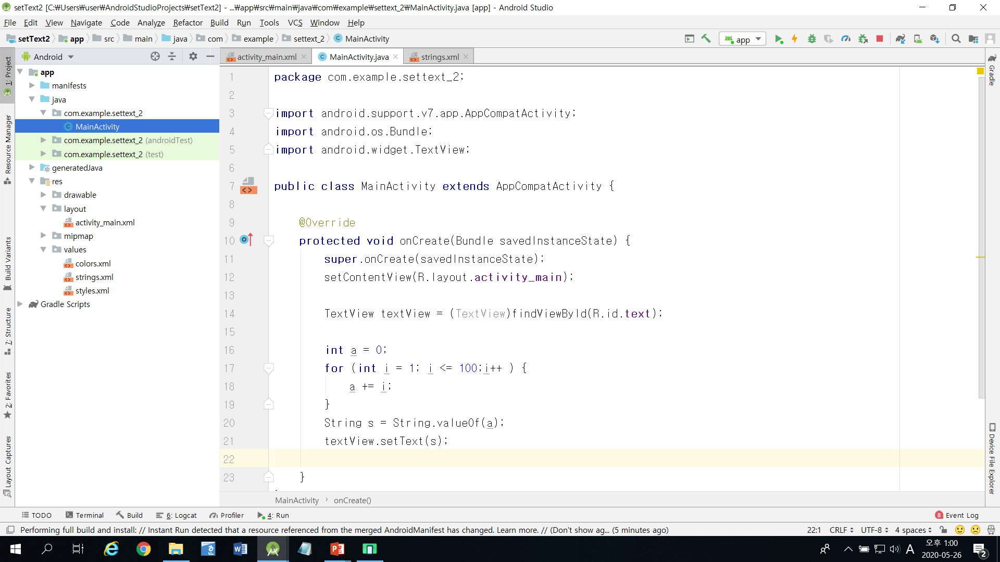 setText2 [C:₩Users₩user₩AndroidStudioProjects₩setText2] - ...₩app₩src₩main₩java₩com₩example₩settext_2₩MainActivity.java [app] - Android Studio
File Edit View Navigate Code Analyze Refactor Build Run Tools VCS Window Help
setText2 app src main java com example settext_2 MainActivity
app
Android
activity_main.xml MainActivity.java strings.xml
1: Project
Resource Manager
Build Variants
7: Structure
2: Favorites
Layout Captures
app
manifests
java
com.example.settext_2
MainActivity
com.example.settext_2 (androidTest)
com.example.settext_2 (test)
generatedJava
res
drawable
layout
activity_main.xml
mipmap
values
colors.xml
strings.xml
styles.xml
Gradle Scripts
1 package com.example.settext_2;
2
3 import android.support.v7.app.AppCompatActivity;
4 import android.os.Bundle;
5 import android.widget.TextView;
6
7 public class MainActivity extends AppCompatActivity {
8
9 @Override
10 protected void onCreate(Bundle savedInstanceState) {
11 super.onCreate(savedInstanceState);
12 setContentView(R.layout.activity_main);
13
14 TextView textView = (TextView)findViewById(R.id.text);
15
16 int a = 0;
17 for (int i = 1; i <= 100;i++ ) {
18 a += i;
19 }
20 String s = String.valueOf(a);
21 textView.setText(s);
22
23 }
MainActivity › onCreate()
Gradle
Device File Explorer
TODO Terminal Build 6: Logcat Profiler 4: Run 8 Event Log
Performing full build and install: // Instant Run detected that a resource referenced from the merged AndroidManifest has changed. Learn more. // (Don't show ag... (5 minutes ago) 22:1 CRLF UTF-8 4 spaces
A 오후 1:00
2020-05-26
2